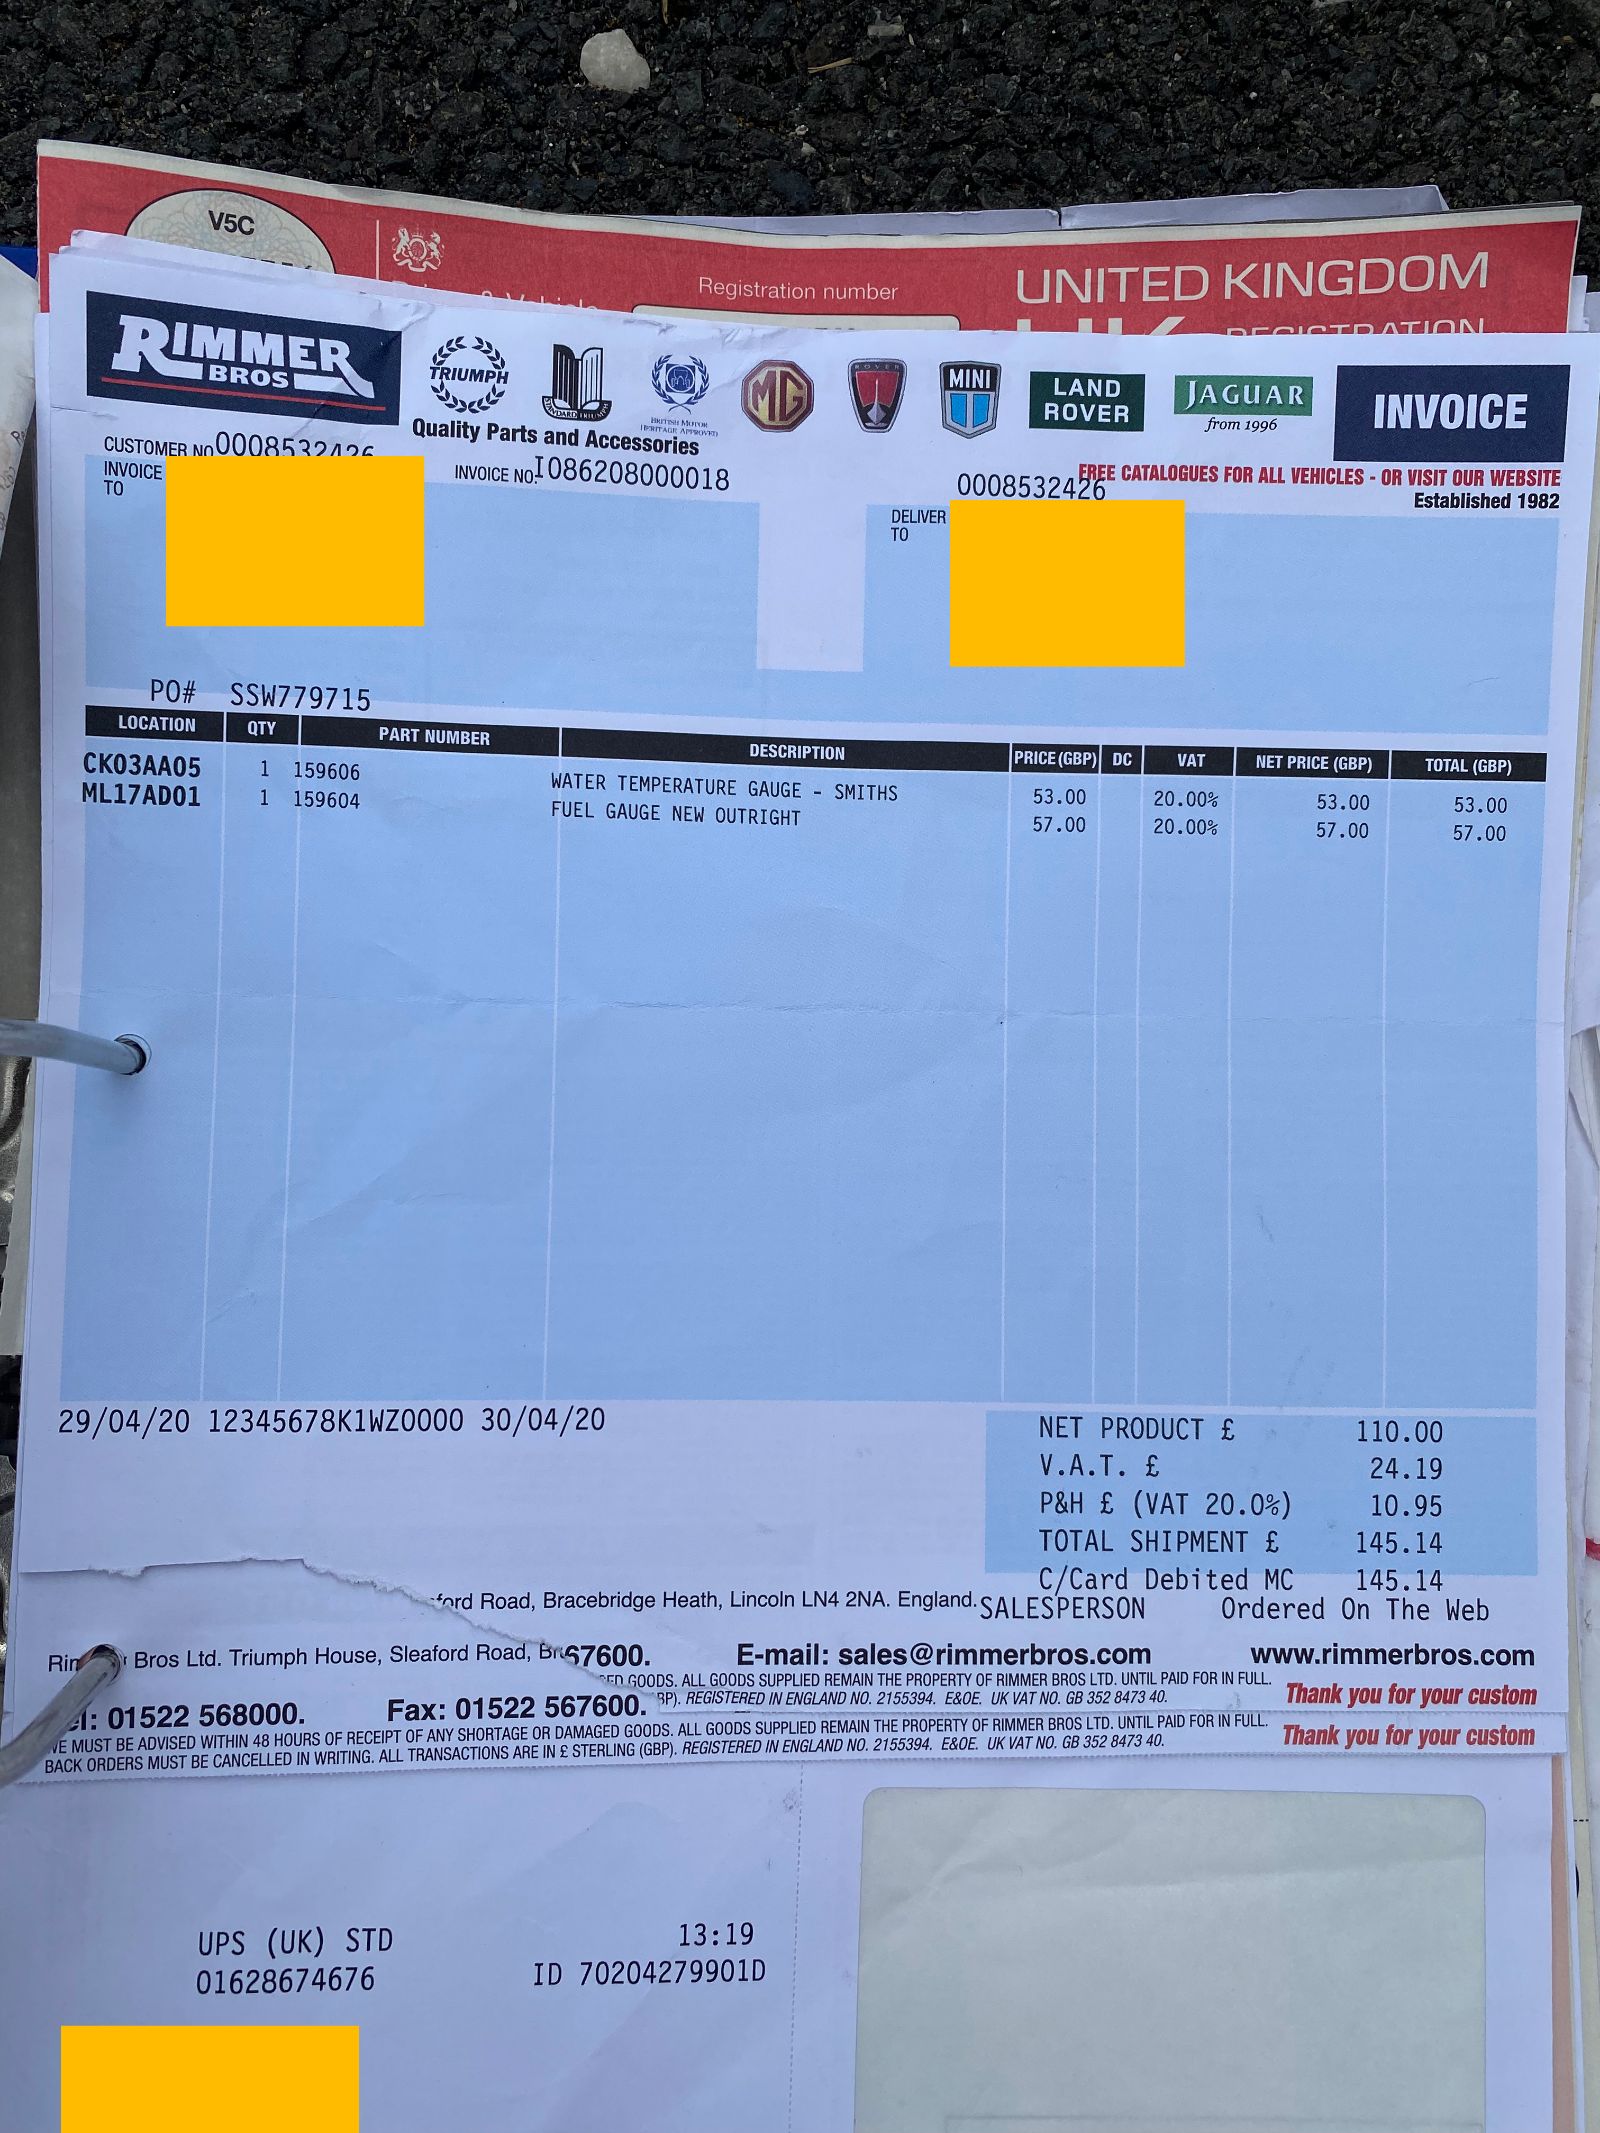 V5C
Registration number
UNITED KINGDOM
REGISTRATION
RIMMER
BROS
TRIUMPH
STANDARD TRIUMPH
BRITISH MOTOR
HERITAGE APPROVED
MG
ROVER
MINI
LAND
ROVER
JAGUAR
from 1996
INVOICE
Quality Parts and Accessories
CUSTOMER NO 0008532426
INVOICE NO. I086208000018
0008532426
FREE CATALOGUES FOR ALL VEHICLES - OR VISIT OUR WEBSITE
Established 1982
INVOICE
TO
DELIVER
TO
PO# SSW779715
LOCATION QTY PART NUMBER DESCRIPTION PRICE (GBP) DC VAT NET PRICE (GBP) TOTAL (GBP)
CK03AA05 1 159606 WATER TEMPERATURE GAUGE - SMITHS 53.00 20.00% 53.00 53.00
ML17AD01 1 159604 FUEL GAUGE NEW OUTRIGHT 57.00 20.00% 57.00 57.00
29/04/20 12345678K1WZ0000 30/04/20
NET PRODUCT £ 110.00
V.A.T. £ 24.19
P&H £ (VAT 20.0%) 10.95
TOTAL SHIPMENT £ 145.14
C/Card Debited MC 145.14
SALESPERSON Ordered On The Web
ford Road, Bracebridge Heath, Lincoln LN4 2NA. England.
Bros Ltd. Triumph House, Sleaford Road,
67600. E-mail: sales@rimmerbros.com www.rimmerbros.com
GOODS. ALL GOODS SUPPLIED REMAIN THE PROPERTY OF RIMMER BROS LTD. UNTIL PAID FOR IN FULL.
REGISTERED IN ENGLAND NO. 2155394. E&OE. UK VAT NO. GB 352 8473 40.
Thank you for your custom
: 01522 568000. Fax: 01522 567600.
WE MUST BE ADVISED WITHIN 48 HOURS OF RECEIPT OF ANY SHORTAGE OR DAMAGED GOODS. ALL GOODS SUPPLIED REMAIN THE PROPERTY OF RIMMER BROS LTD. UNTIL PAID FOR IN FULL.
BACK ORDERS MUST BE CANCELLED IN WRITING. ALL TRANSACTIONS ARE IN £ STERLING (GBP). REGISTERED IN ENGLAND NO. 2155394. E&OE. UK VAT NO. GB 352 8473 40.
Thank you for your custom
UPS (UK) STD 13:19
01628674676 ID 70204279901D